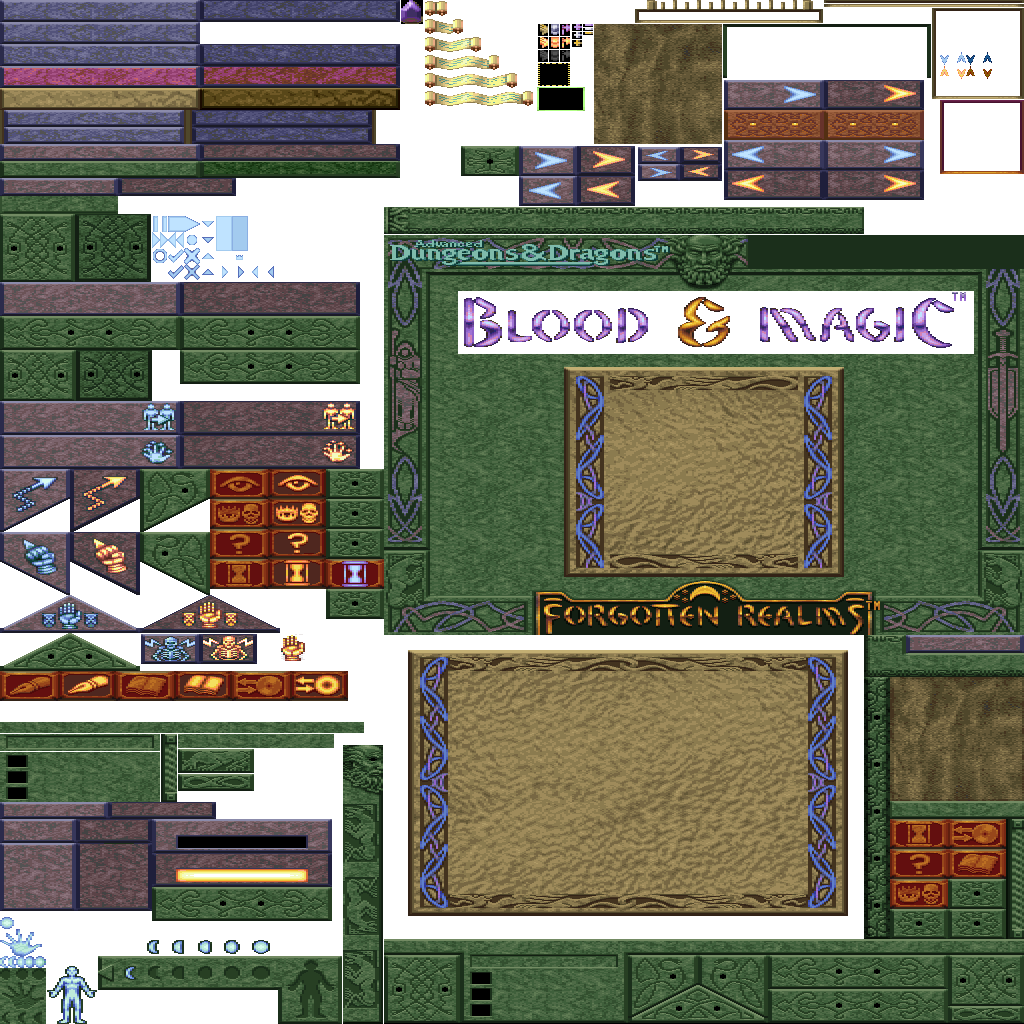 Advanced
Dungeons & Dragons™
BLOOD & MAGIC™
?
?
FORGOTTEN REALMS™
?